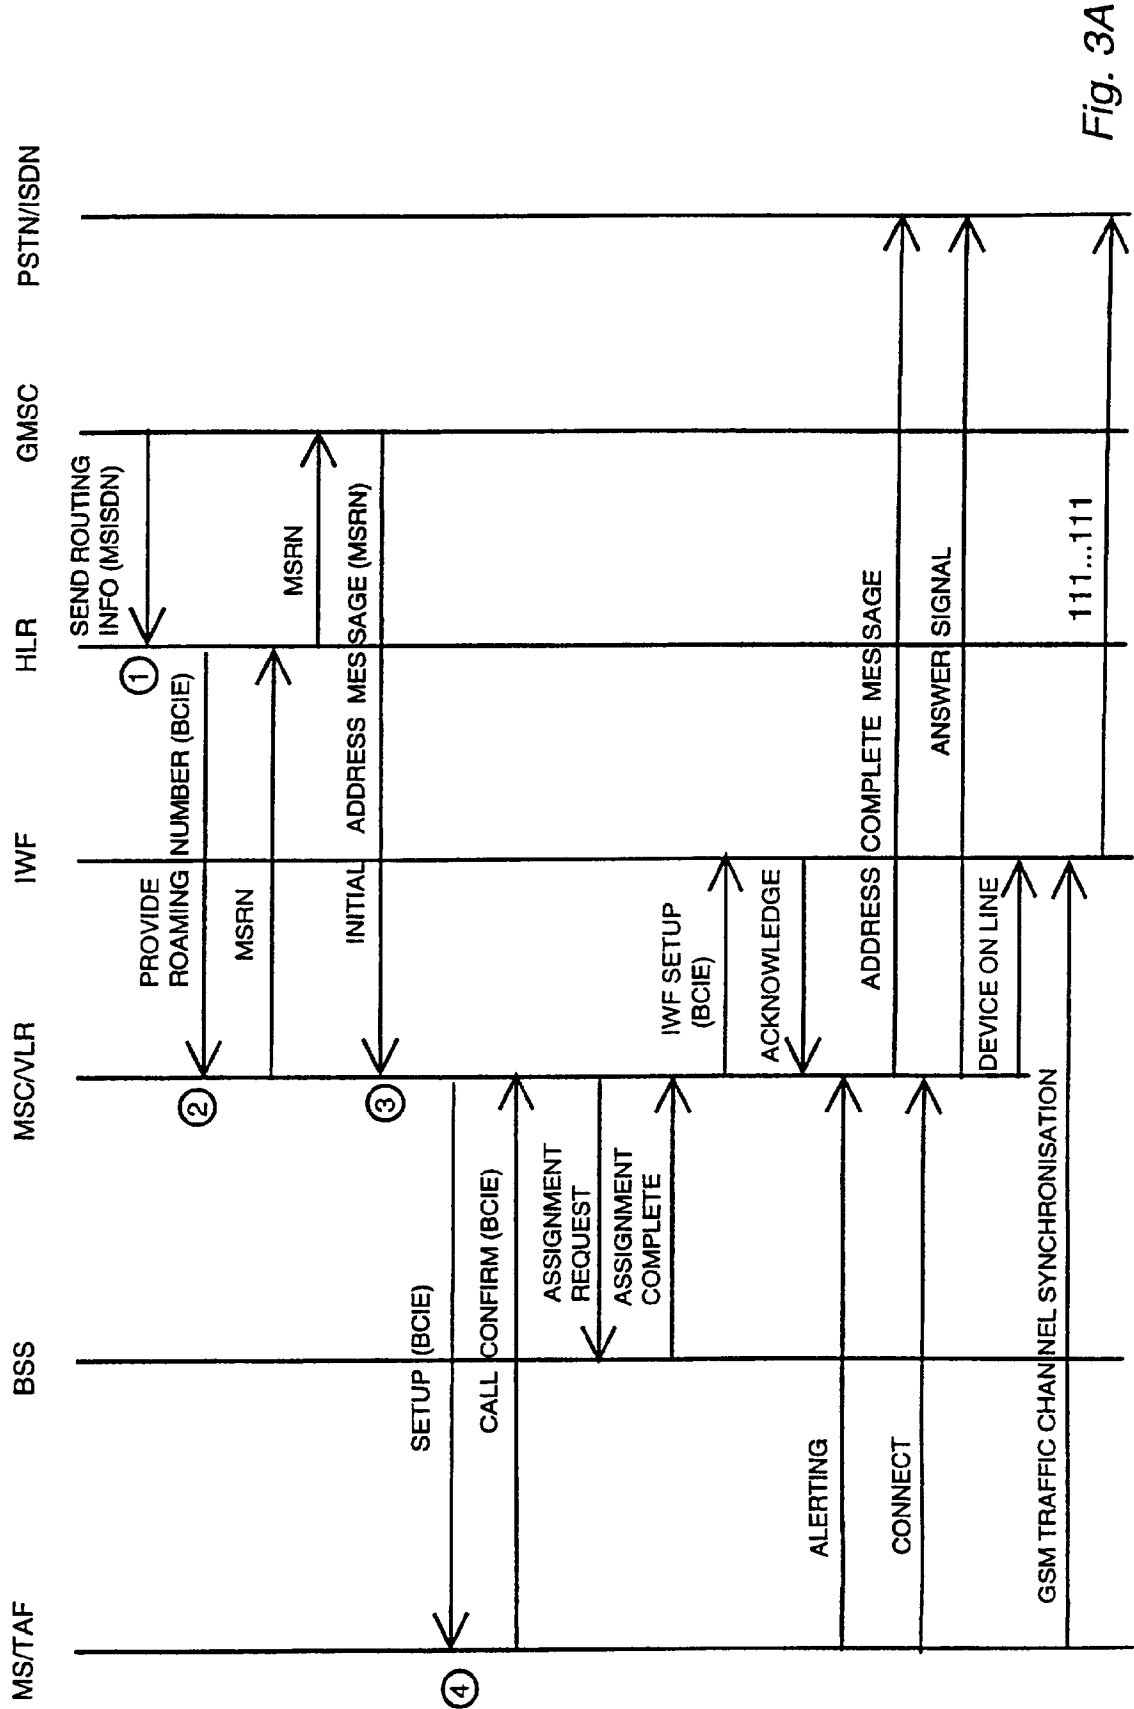 MS/TAF
BSS
MSC/VLR
IWF
HLR
GMSC
PSTN/ISDN
SEND ROUTING
INFO (MSISDN)
1
PROVIDE
ROAMING NUMBER (BCIE)
2
MSRN
MSRN
INITIAL ADDRESS MESSAGE (MSRN)
3
SETUP (BCIE)
4
CALL CONFIRM (BCIE)
ASSIGNMENT
REQUEST
ASSIGNMENT
COMPLETE
IWF SETUP
(BCIE)
ACKNOWLEDGE
ALERTING
ADDRESS COMPLETE MESSAGE
CONNECT
ANSWER SIGNAL
DEVICE ON LINE
GSM TRAFFIC CHANNEL SYNCHRONISATION
111...111
Fig. 3A